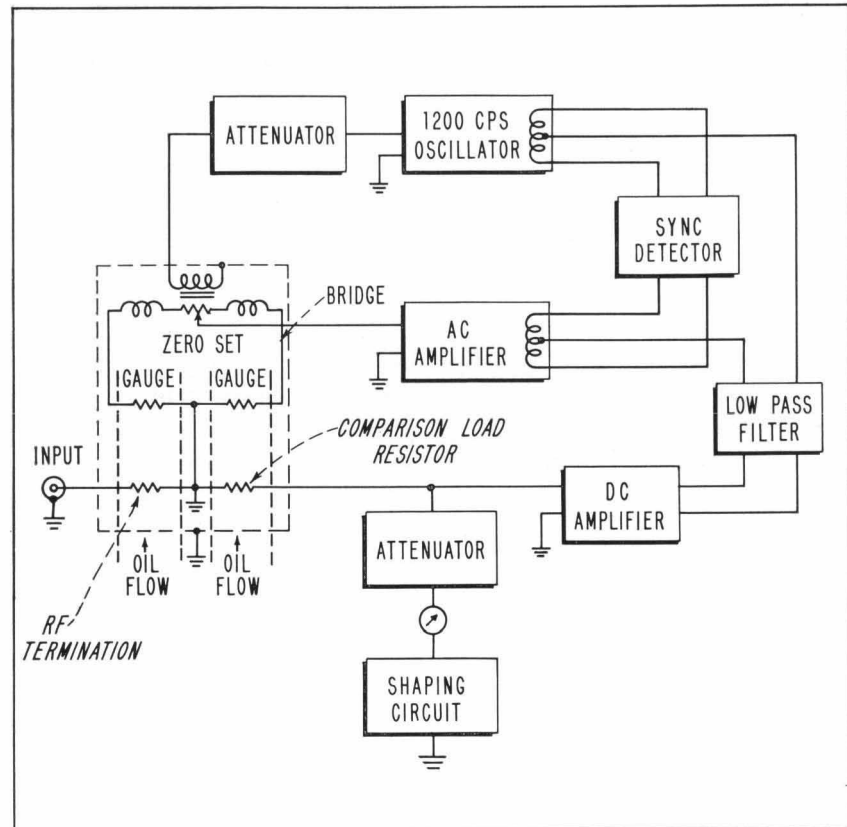 ATTENUATOR
1200 CPS
OSCILLATOR
SYNC
DETECTOR
BRIDGE
ZERO SET
AC
AMPLIFIER
GAUGE
GAUGE
LOW PASS
FILTER
COMPARISON LOAD
RESISTOR
INPUT
DC
AMPLIFIER
ATTENUATOR
OIL
FLOW
OIL
FLOW
RF
TERMINATION
SHAPING
CIRCUIT